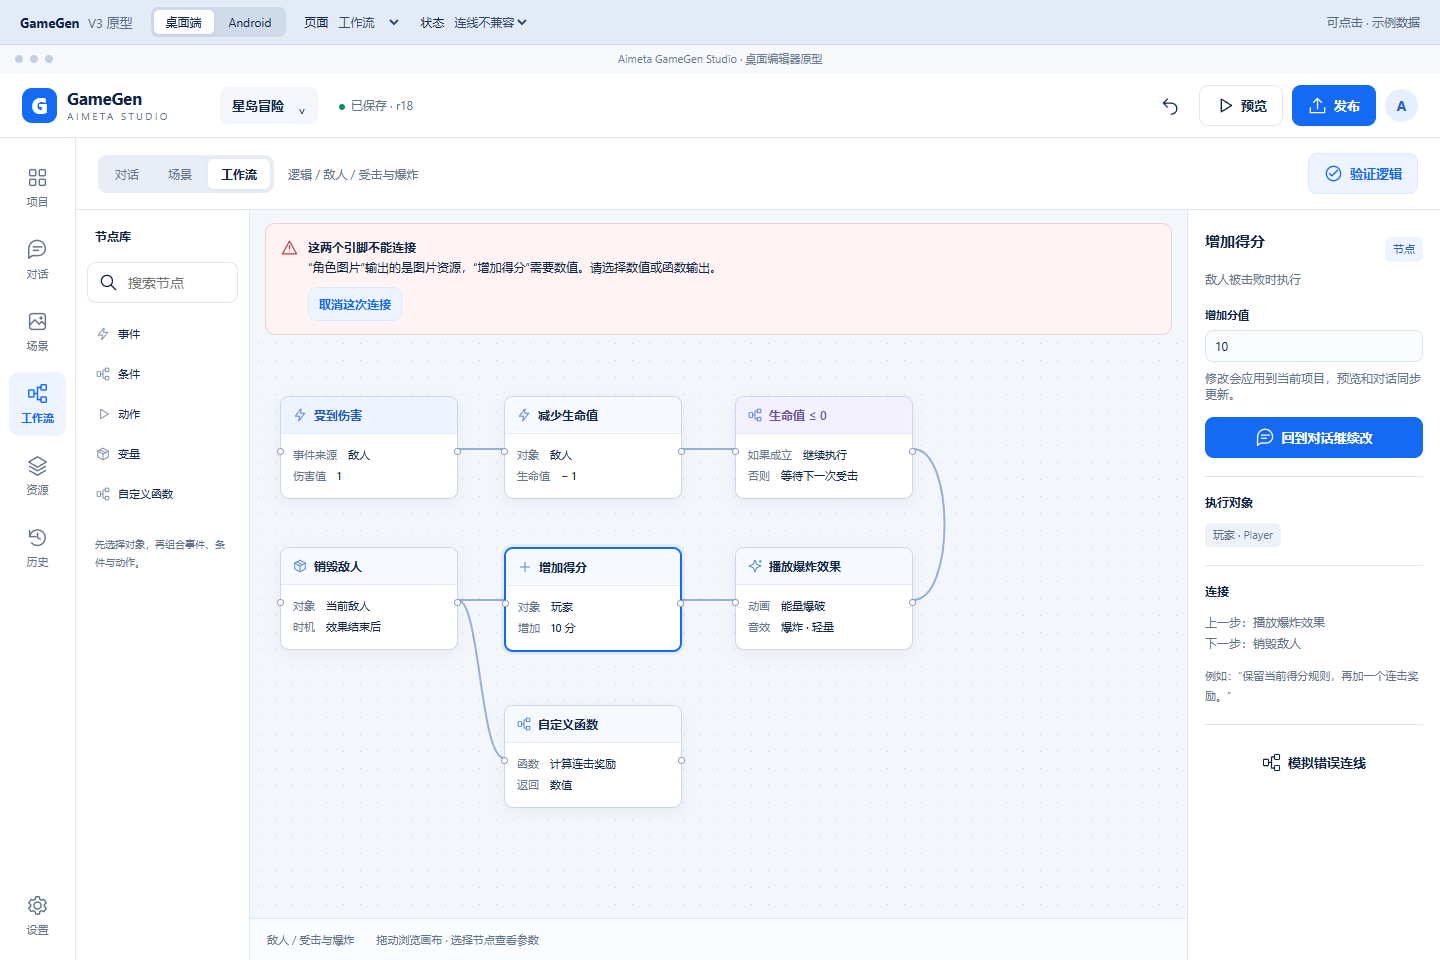 GameGen V3 原型 桌面端 Android 页面 工作流 状态 连线不兼容 可点击 · 示例数据
Aimeta GameGen Studio · 桌面编辑器原型
G GameGen
AIMETA STUDIO
星岛冒险 已保存 · r18 预览 发布 A
项目
对话
场景
工作流
资源
历史
设置
对话 场景 工作流 逻辑 / 敌人 / 受击与爆炸 验证逻辑
节点库
搜索节点
事件
条件
动作
变量
自定义函数
先选择对象，再组合事件、条
件与动作。
这两个引脚不能连接
“角色图片”输出的是图片资源，“增加得分”需要数值。请选择数值或函数输出。
取消这次连接
受到伤害
事件来源 敌人
伤害值 1
减少生命值
对象 敌人
生命值 − 1
生命值 ≤ 0
如果成立 继续执行
否则 等待下一次受击
销毁敌人
对象 当前敌人
时机 效果结束后
增加得分
对象 玩家
增加 10 分
播放爆炸效果
动画 能量爆破
音效 爆炸 · 轻量
自定义函数
函数 计算连击奖励
返回 数值
敌人 / 受击与爆炸 拖动浏览画布 · 选择节点查看参数
增加得分 节点
敌人被击败时执行
增加分值
10
修改会应用到当前项目，预览和对话同步
更新。
回到对话继续改
执行对象
玩家 · Player
连接
上一步：播放爆炸效果
下一步：销毁敌人
例如：“保留当前得分规则，再加一个连击奖
励。”
模拟错误连线